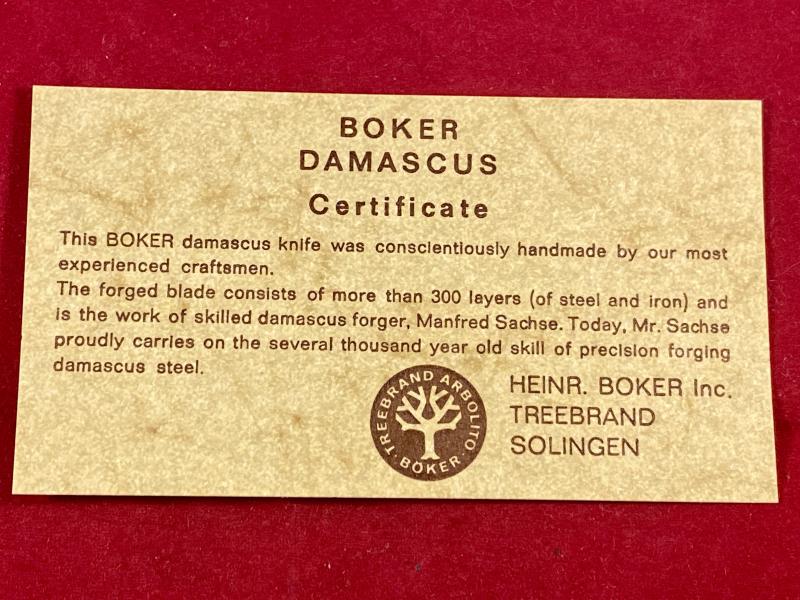 BOKER
DAMASCUS
Certificate
This BOKER damascus knife was conscientiously handmade by our most
experienced craftsmen.
The forged blade consists of more than 300 layers (of steel and iron) and
is the work of skilled damascus forger, Manfred Sachse. Today, Mr. Sachse
proudly carries on the several thousand year old skill of precision forging
damascus steel.
TREEBRAND ARBOLITO
· BÖKER ·
HEINR. BOKER Inc.
TREEBRAND
SOLINGEN